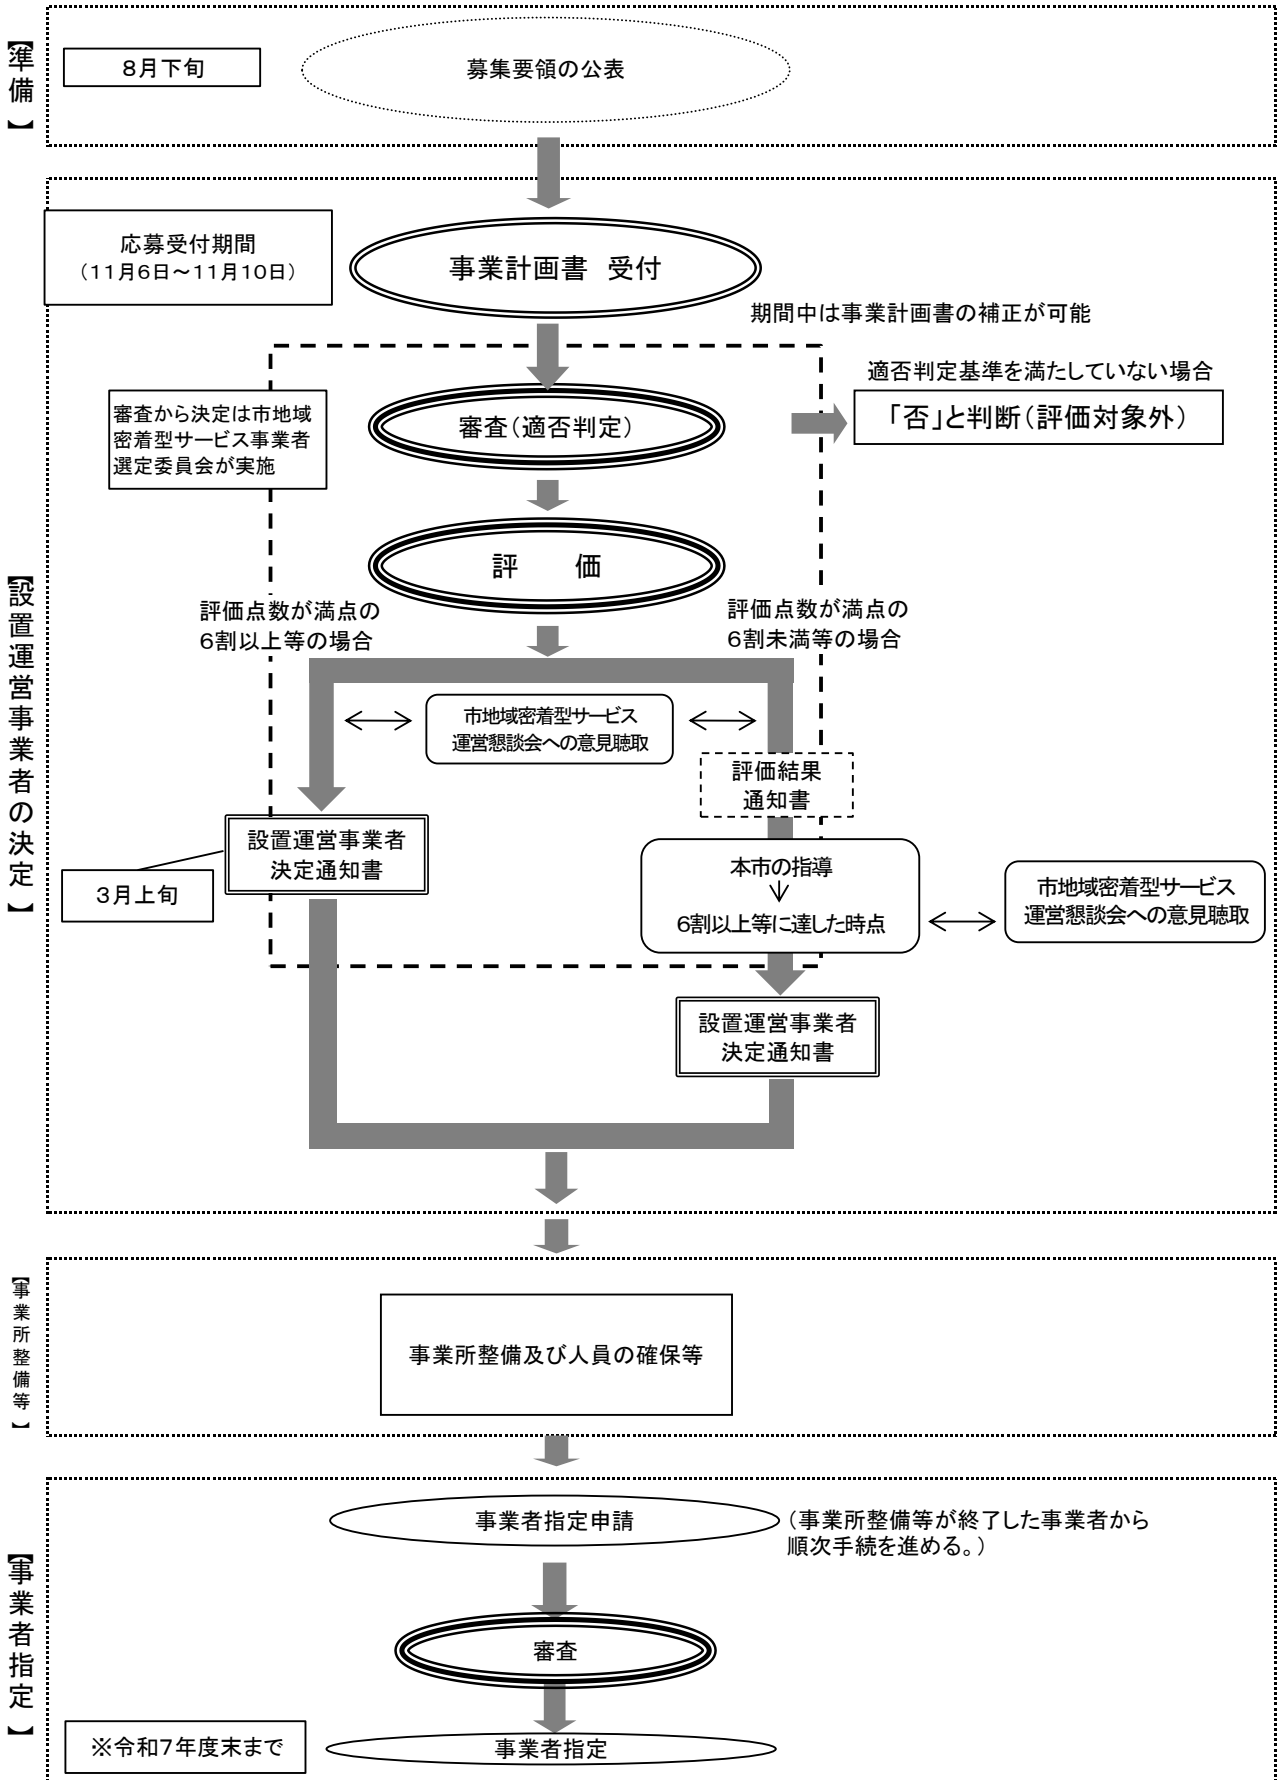 【準備】
8月下旬
募集要領の公表
【設置運営事業者の決定】
応募受付期間
(11月6日~11月10日)
事業計画書 受付
期間中は事業計画書の補正が可能
審査から決定は市地域
密着型サービス事業者
選定委員会が実施
審査(適否判定)
適否判定基準を満たしていない場合
「否」と判断(評価対象外)
評 価
評価点数が満点の
6割以上等の場合
評価点数が満点の
6割未満等の場合
市地域密着型サービス
運営懇談会への意見聴取
評価結果
通知書
設置運営事業者
決定通知書
3月上旬
本市の指導
6割以上等に達した時点
市地域密着型サービス
運営懇談会への意見聴取
設置運営事業者
決定通知書
【事業所整備等】
事業所整備及び人員の確保等
【事業者指定】
事業者指定申請
(事業所整備等が終了した事業者から
順次手続を進める。)
審査
※令和7年度末まで
事業者指定